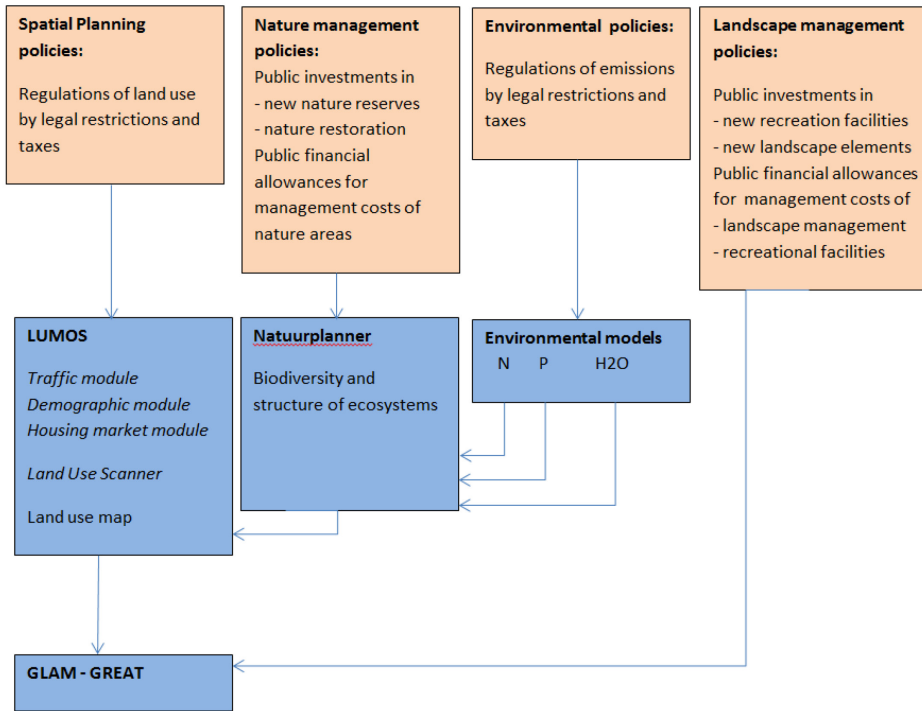 Spatial Planning
policies:
Regulations of land use
by legal restrictions and
taxes
Nature management
policies:
Public investments in
- new nature reserves
- nature restoration
Public financial
allowances for
management costs of
nature areas
Environmental policies:
Regulations of emissions
by legal restrictions and
taxes
Landscape management
policies:
Public investments in
- new recreation facilities
- new landscape elements
Public financial allowances
for management costs of
- landscape management
- recreational facilities
LUMOS
Traffic module
Demographic module
Housing market module
Land Use Scanner
Land use map
Natuurplanner
Biodiversity and
structure of ecosystems
Environmental models
N P H2O
GLAM - GREAT